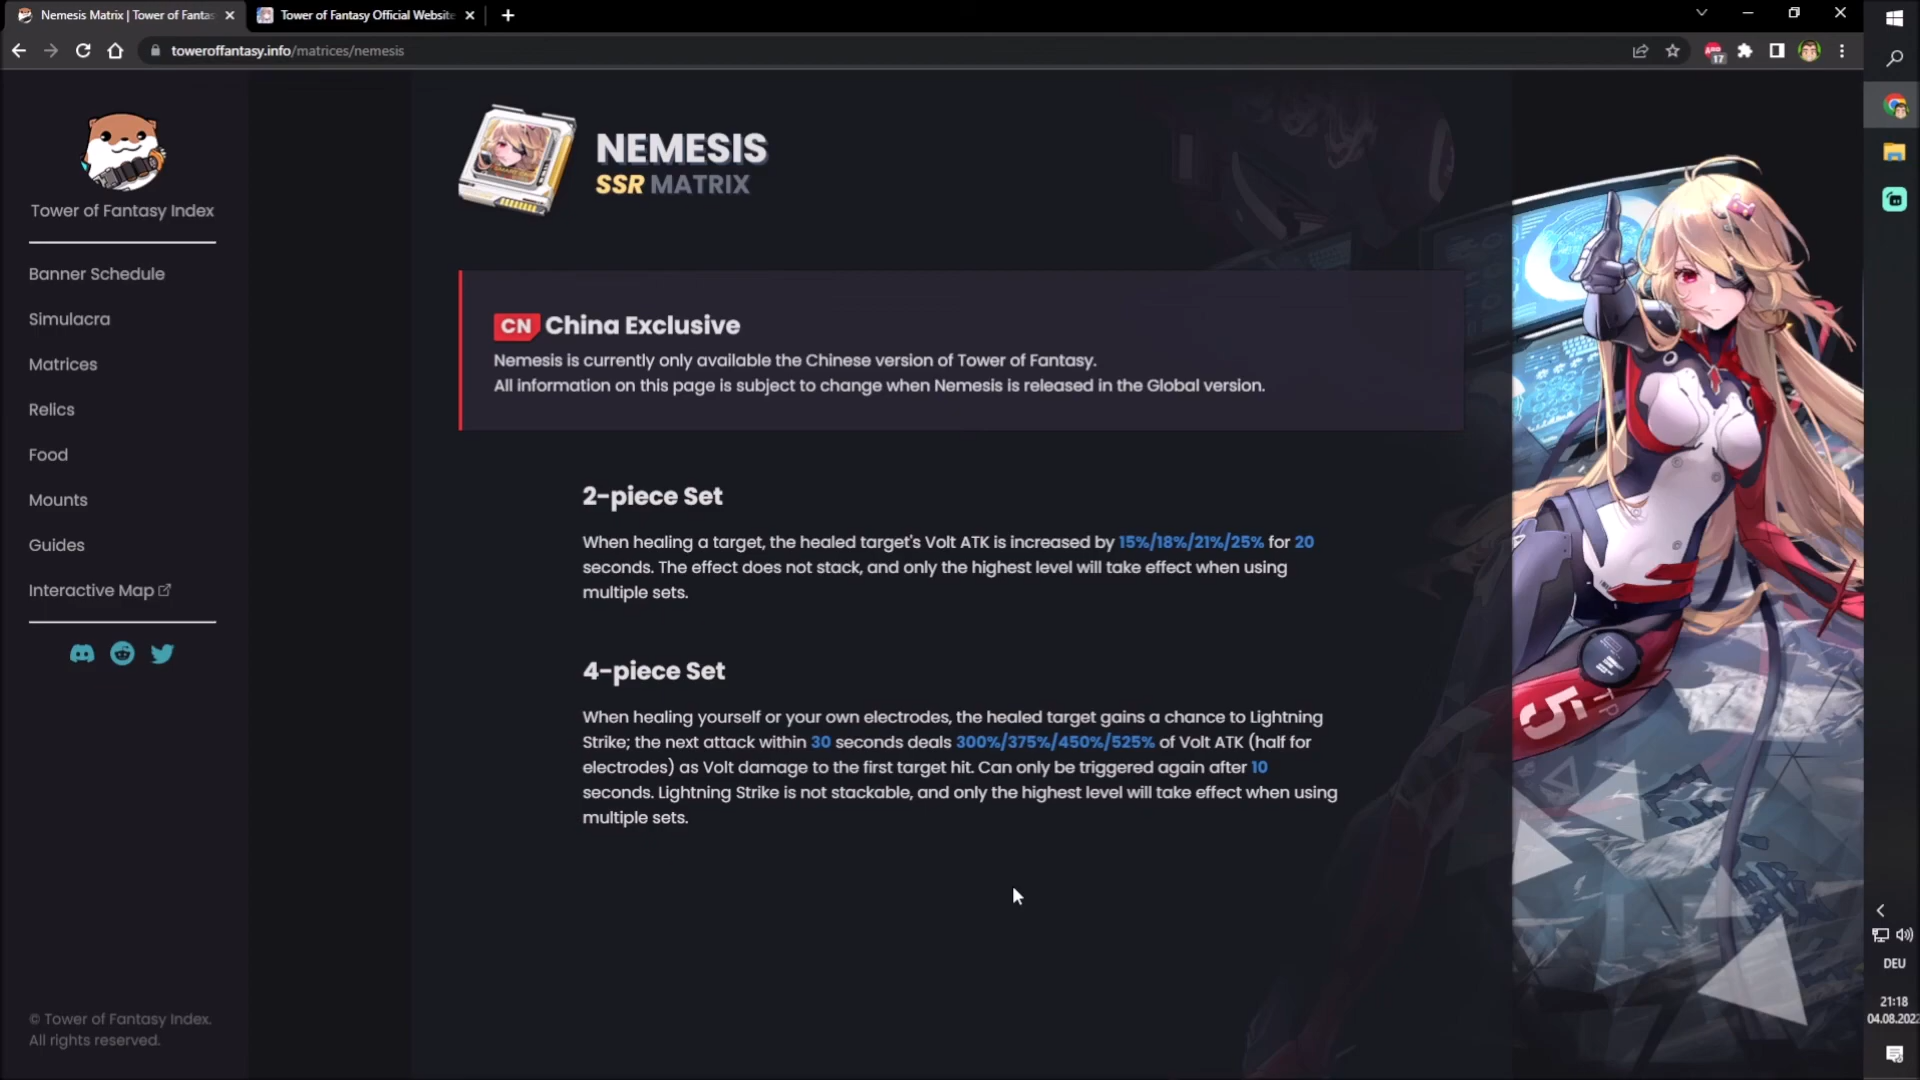 Nemesis Matrix | Tower of Fantas
Tower of Fantasy Official Website
toweroffantasy.info/matrices/nemesis
17
Tower of Fantasy Index
Banner Schedule
Simulacra
Matrices
Relics
Food
Mounts
Guides
Interactive Map
© Tower of Fantasy Index.
All rights reserved.
NEMESIS
SSR MATRIX
CN China Exclusive
Nemesis is currently only available the Chinese version of Tower of Fantasy.
All information on this page is subject to change when Nemesis is released in the Global version.
2-piece Set
When healing a target, the healed target's Volt ATK is increased by 15%/18%/21%/25% for 20
seconds. The effect does not stack, and only the highest level will take effect when using
multiple sets.
4-piece Set
When healing yourself or your own electrodes, the healed target gains a chance to Lightning
Strike; the next attack within 30 seconds deals 300%/375%/450%/525% of Volt ATK (half for
electrodes) as Volt damage to the first target hit. Can only be triggered again after 10
seconds. Lightning Strike is not stackable, and only the highest level will take effect when using
multiple sets.
5
DEU
21:18
04.08.2022